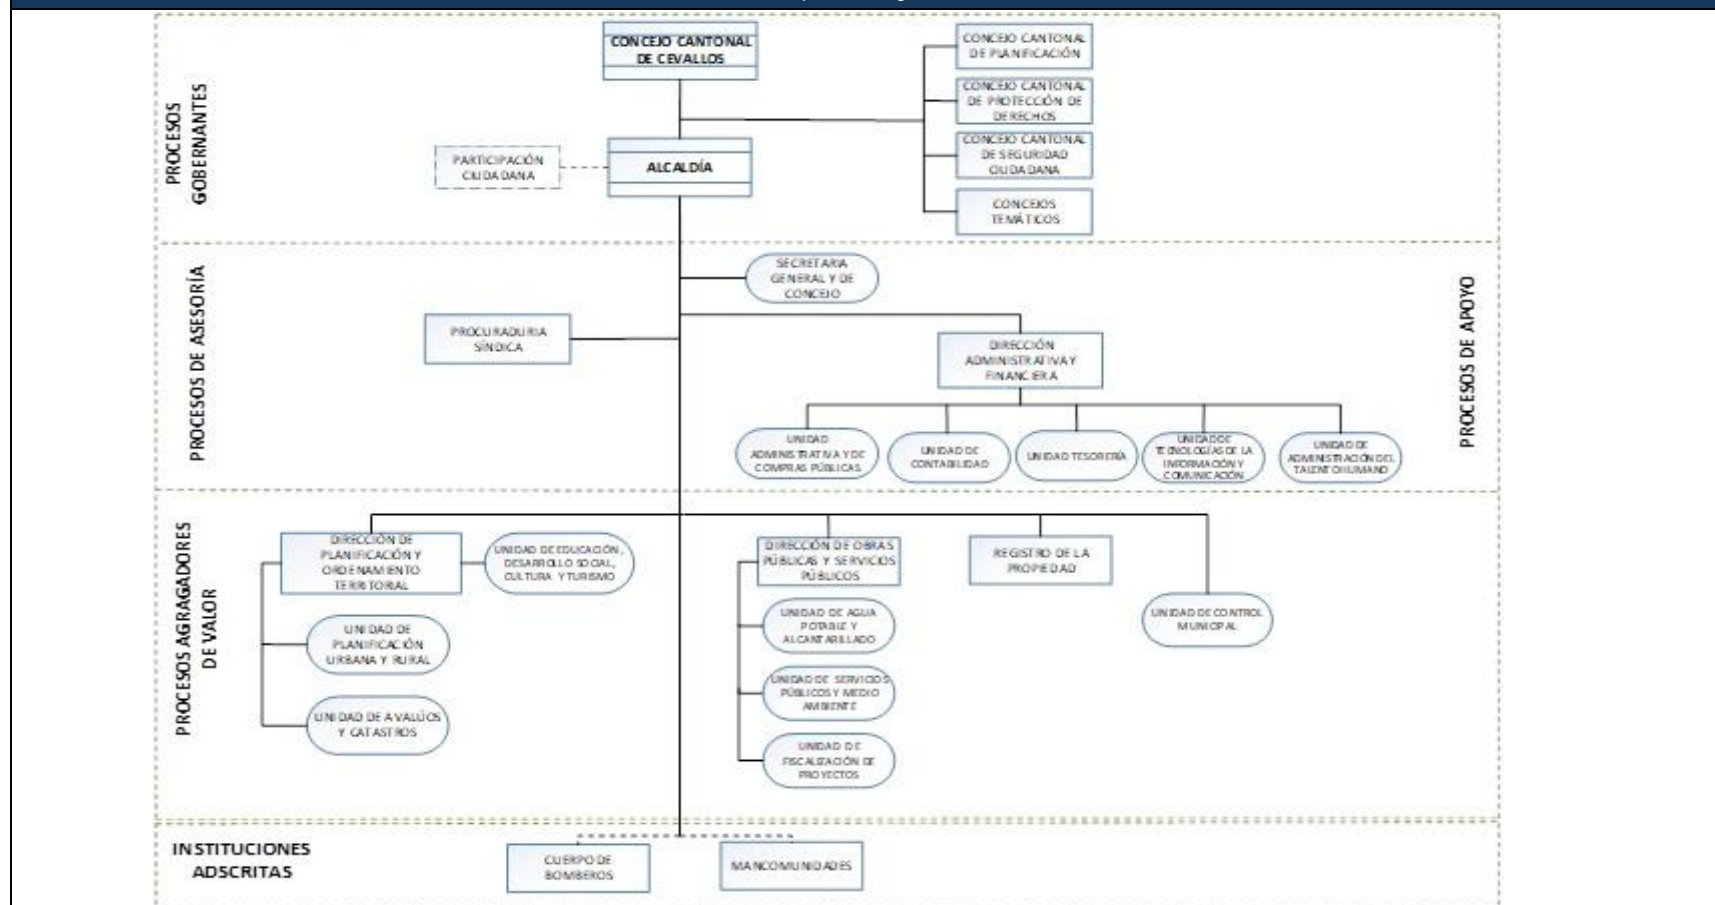 PROCESOS
GOBERNANTES
CONCEJO CANTONAL
DE CEVALLOS
CONCEJO CANTONAL
DE PLANIFICACIÓN
CONCEJO CANTONAL
DE PROTECCIÓN DE
DERECHOS
CONCEJO CANTONAL
DE SEGURIDAD
CIUDADANA
CONCEJOS
TEMÁTICOS
PARTICIPACIÓN
CIUDADANA
ALCALDÍA
PROCESOS DE ASESORÍA
SECRETARIA
GENERAL Y DE
CONCEJO
PROCURADURIA
SÍNDICA
DIRECCIÓN
ADMINISTRATIVA Y
FINANCIERA
PROCESOS DE APOYO
UNIDAD
ADMINISTRATIVA Y DE
COMPRAS PÚBLICAS
UNIDAD DE
CONTABILIDAD
UNIDAD TESORERÍA
UNIDAD DE
TECNOLOGÍAS DE LA
INFORMACIÓN Y
COMUNICACIÓN
UNIDAD DE
ADMINISTRACIÓN DEL
TALENTO HUMANO
PROCESOS AGRAGADORES
DE VALOR
DIRECCIÓN DE
PLANIFICACIÓN Y
ORDENAMIENTO
TERRITORIAL
UNIDAD DE EDUCACIÓN,
DESARROLLO SOCIAL,
CULTURA Y TURISMO
UNIDAD DE
PLANIFICACIÓN
URBANA Y RURAL
UNIDAD DE AVALÚOS
Y CATASTROS
DIRECCIÓN DE OBRAS
PÚBLICAS Y SERVICIOS
PÚBLICOS
UNIDAD DE AGUA
POTABLE Y
ALCANTARILLADO
UNIDAD DE SERVICIOS
PÚBLICOS Y MEDIO
AMBIENTE
UNIDAD DE
FISCALIZACIÓN DE
PROYECTOS
REGISTRO DE LA
PROPIEDAD
UNIDAD DE CONTROL
MUNICIPAL
INSTITUCIONES
ADSCRITAS
CUERPO DE
BOMBEROS
MANCOMUNIDADES